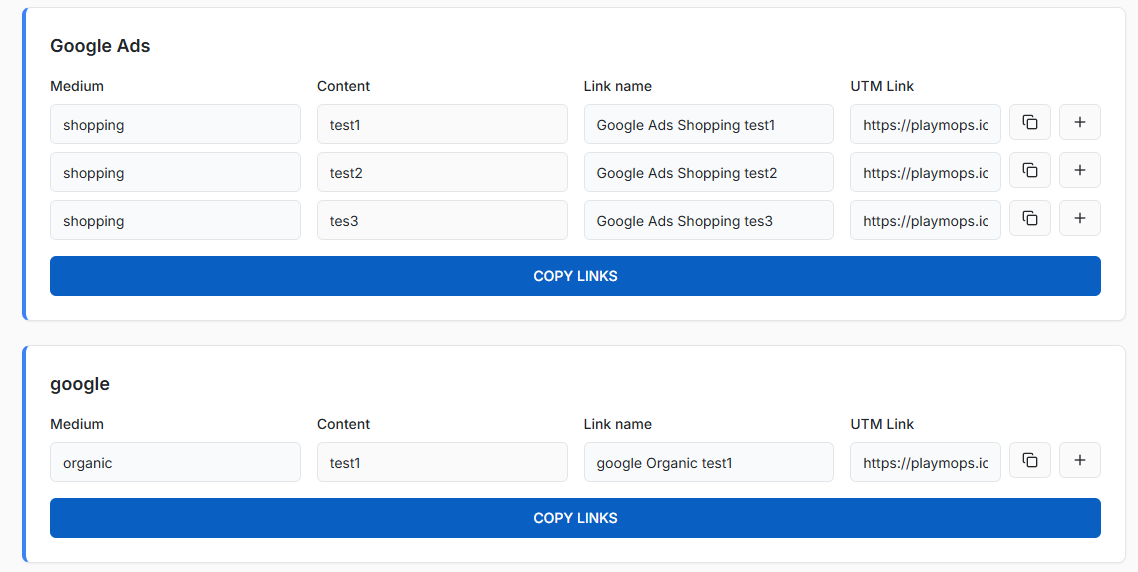 Google Ads
Medium Content Link name UTM Link
shopping test1 Google Ads Shopping test1 https://playmops.ic
shopping test2 Google Ads Shopping test2 https://playmops.ic
shopping tes3 Google Ads Shopping tes3 https://playmops.ic
COPY LINKS
google
Medium Content Link name UTM Link
organic test1 google Organic test1 https://playmops.ic
COPY LINKS